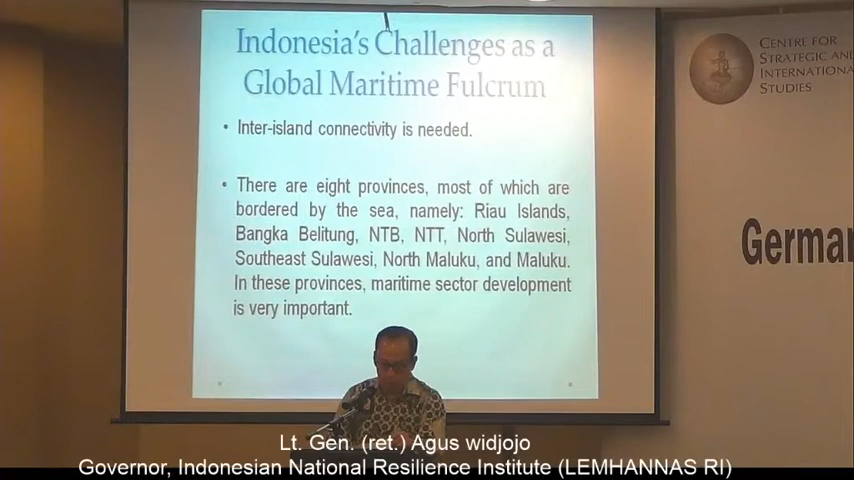 Indonesia's Challenges as a
Global Maritime Fulcrum
• Inter-island connectivity is needed.
• There are eight provinces, most of which are
bordered by the sea, namely: Riau Islands,
Bangka Belitung, NTB, NTT, North Sulawesi,
Southeast Sulawesi, North Maluku, and Maluku.
In these provinces, maritime sector development
is very important.
CENTRE FOR
STRATEGIC AND
INTERNATIONAL
STUDIES
German
Lt. Gen. (ret.) Agus widjojo
Governor, Indonesian National Resilience Institute (LEMHANNAS RI)